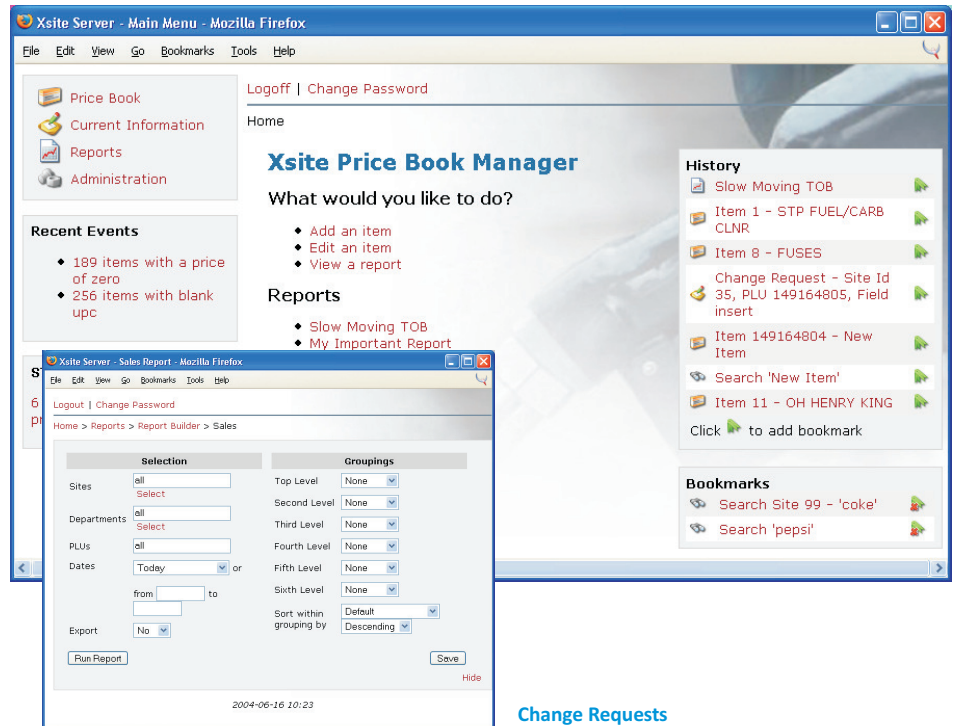 Xsite Server - Main Menu - Mozilla Firefox
File Edit View Go Bookmarks Tools Help
Price Book
Current Information
Reports
Administration
Recent Events
189 items with a price
of zero
256 items with blank
upc
S
6
pr
Logoff | Change Password
Home
Xsite Price Book Manager
What would you like to do?
Add an item
Edit an item
View a report
Reports
Slow Moving TOB
My Important Report
History
Slow Moving TOB
Item 1 - STP FUEL/CARB
CLNR
Item 8 - FUSES
Change Request - Site Id
35, PLU 149164805, Field
insert
Item 149164804 - New
Item
Search 'New Item'
Item 11 - OH HENRY KING
Click to add bookmark
Bookmarks
Search Site 99 - 'coke'
Search 'pepsi'
Xsite Server - Sales Report - Mozilla Firefox
File Edit View Go Bookmarks Tools Help
Logout | Change Password
Home > Reports > Report Builder > Sales
Selection
Sites all
Select
Departments all
Select
PLUs all
Dates Today or
from to
Export No
Run Report
Groupings
Top Level None
Second Level None
Third Level None
Fourth Level None
Fifth Level None
Sixth Level None
Sort within
grouping by
Default
Descending
Save
Hide
2004-06-16 10:23
Change Requests